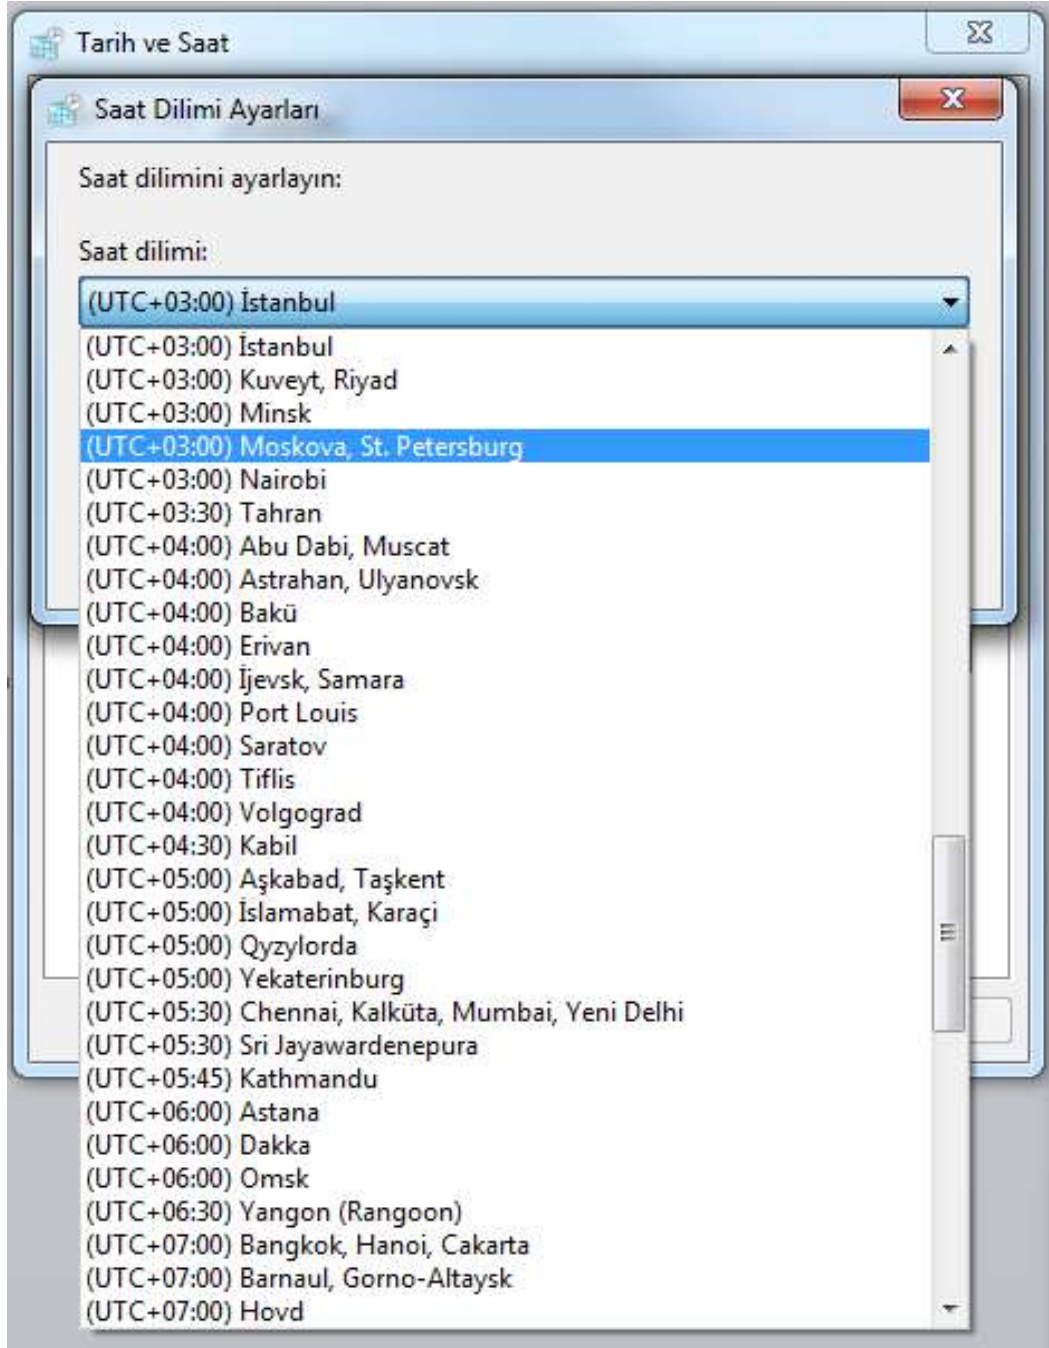 Tarih ve Saat
Saat Dilimi Ayarları
Saat dilimini ayarlayın:
Saat dilimi:
(UTC+03:00) İstanbul
(UTC+03:00) İstanbul
(UTC+03:00) Kuveyt, Riyad
(UTC+03:00) Minsk
(UTC+03:00) Moskova, St. Petersburg
(UTC+03:00) Nairobi
(UTC+03:30) Tahran
(UTC+04:00) Abu Dabi, Muscat
(UTC+04:00) Astrahan, Ulyanovsk
(UTC+04:00) Bakü
(UTC+04:00) Erivan
(UTC+04:00) İjevsk, Samara
(UTC+04:00) Port Louis
(UTC+04:00) Saratov
(UTC+04:00) Tiflis
(UTC+04:00) Volgograd
(UTC+04:30) Kabil
(UTC+05:00) Aşkabad, Taşkent
(UTC+05:00) İslamabat, Karaçi
(UTC+05:00) Qyzylorda
(UTC+05:00) Yekaterinburg
(UTC+05:30) Chennai, Kalküta, Mumbai, Yeni Delhi
(UTC+05:30) Sri Jayawardenepura
(UTC+05:45) Kathmandu
(UTC+06:00) Astana
(UTC+06:00) Dakka
(UTC+06:00) Omsk
(UTC+06:30) Yangon (Rangoon)
(UTC+07:00) Bangkok, Hanoi, Cakarta
(UTC+07:00) Barnaul, Gorno-Altaysk
(UTC+07:00) Hovd